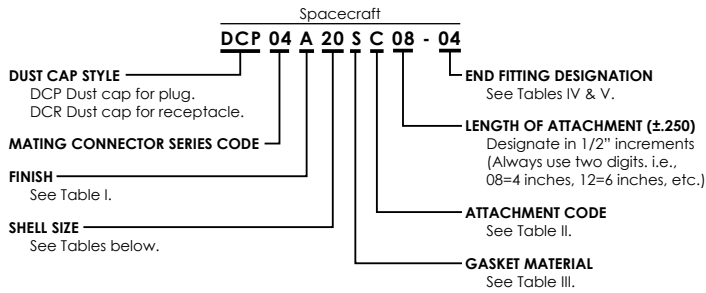 Spacecraft
DCP 04 A 20 S C 08 - 04
DUST CAP STYLE
DCP Dust cap for plug.
DCR Dust cap for receptacle.
MATING CONNECTOR SERIES CODE
FINISH
See Table I.
SHELL SIZE
See Tables below.
END FITTING DESIGNATION
See Tables IV & V.
LENGTH OF ATTACHMENT (±.250)
Designate in 1/2” increments
(Always use two digits. i.e.,
08=4 inches, 12=6 inches, etc.)
ATTACHMENT CODE
See Table II.
GASKET MATERIAL
See Table III.